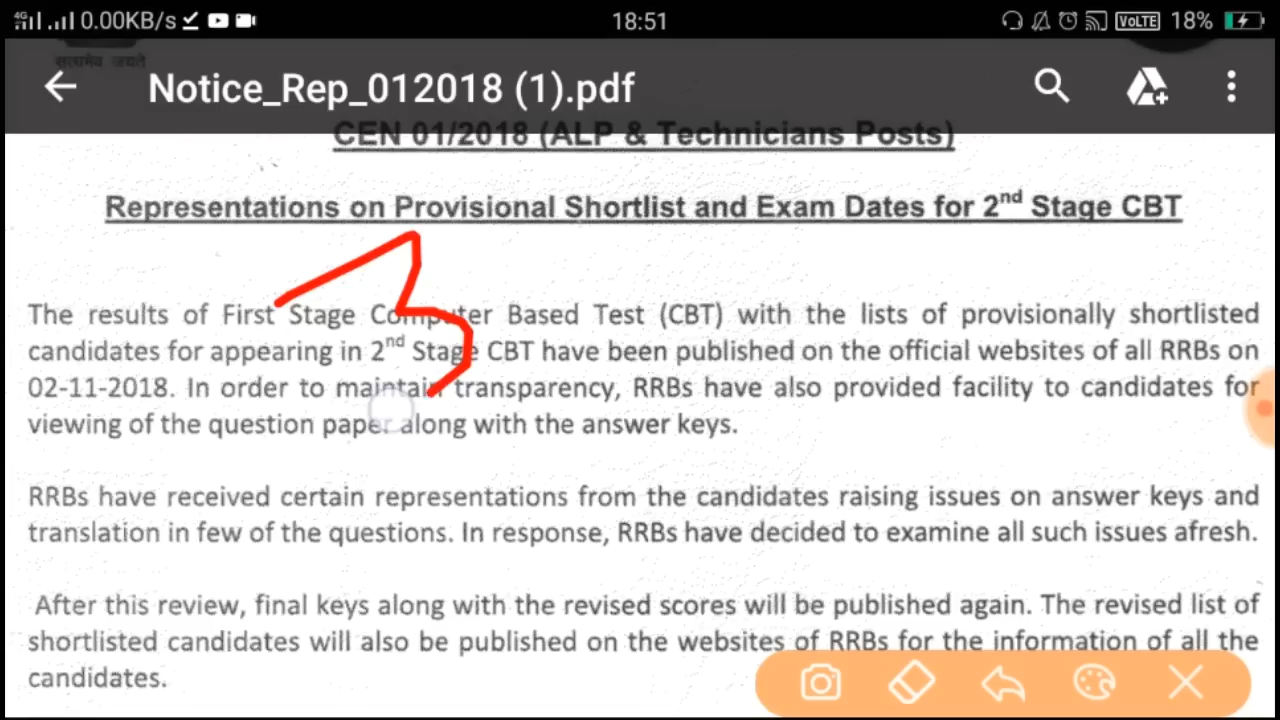 4G 0.00KB/s 18:51 VoLTE 18%
सत्यमेव जयते
Notice_Rep_012018 (1).pdf
CEN 01/2018 (ALP & Technicians Posts)
Representations on Provisional Shortlist and Exam Dates for 2nd Stage CBT
The results of First Stage Computer Based Test (CBT) with the lists of provisionally shortlisted
candidates for appearing in 2nd Stage CBT have been published on the official websites of all RRBs on
02-11-2018. In order to maintain transparency, RRBs have also provided facility to candidates for
viewing of the question paper along with the answer keys.
RRBs have received certain representations from the candidates raising issues on answer keys and
translation in few of the questions. In response, RRBs have decided to examine all such issues afresh.
After this review, final keys along with the revised scores will be published again. The revised list of
shortlisted candidates will also be published on the websites of RRBs for the information of all the
candidates.